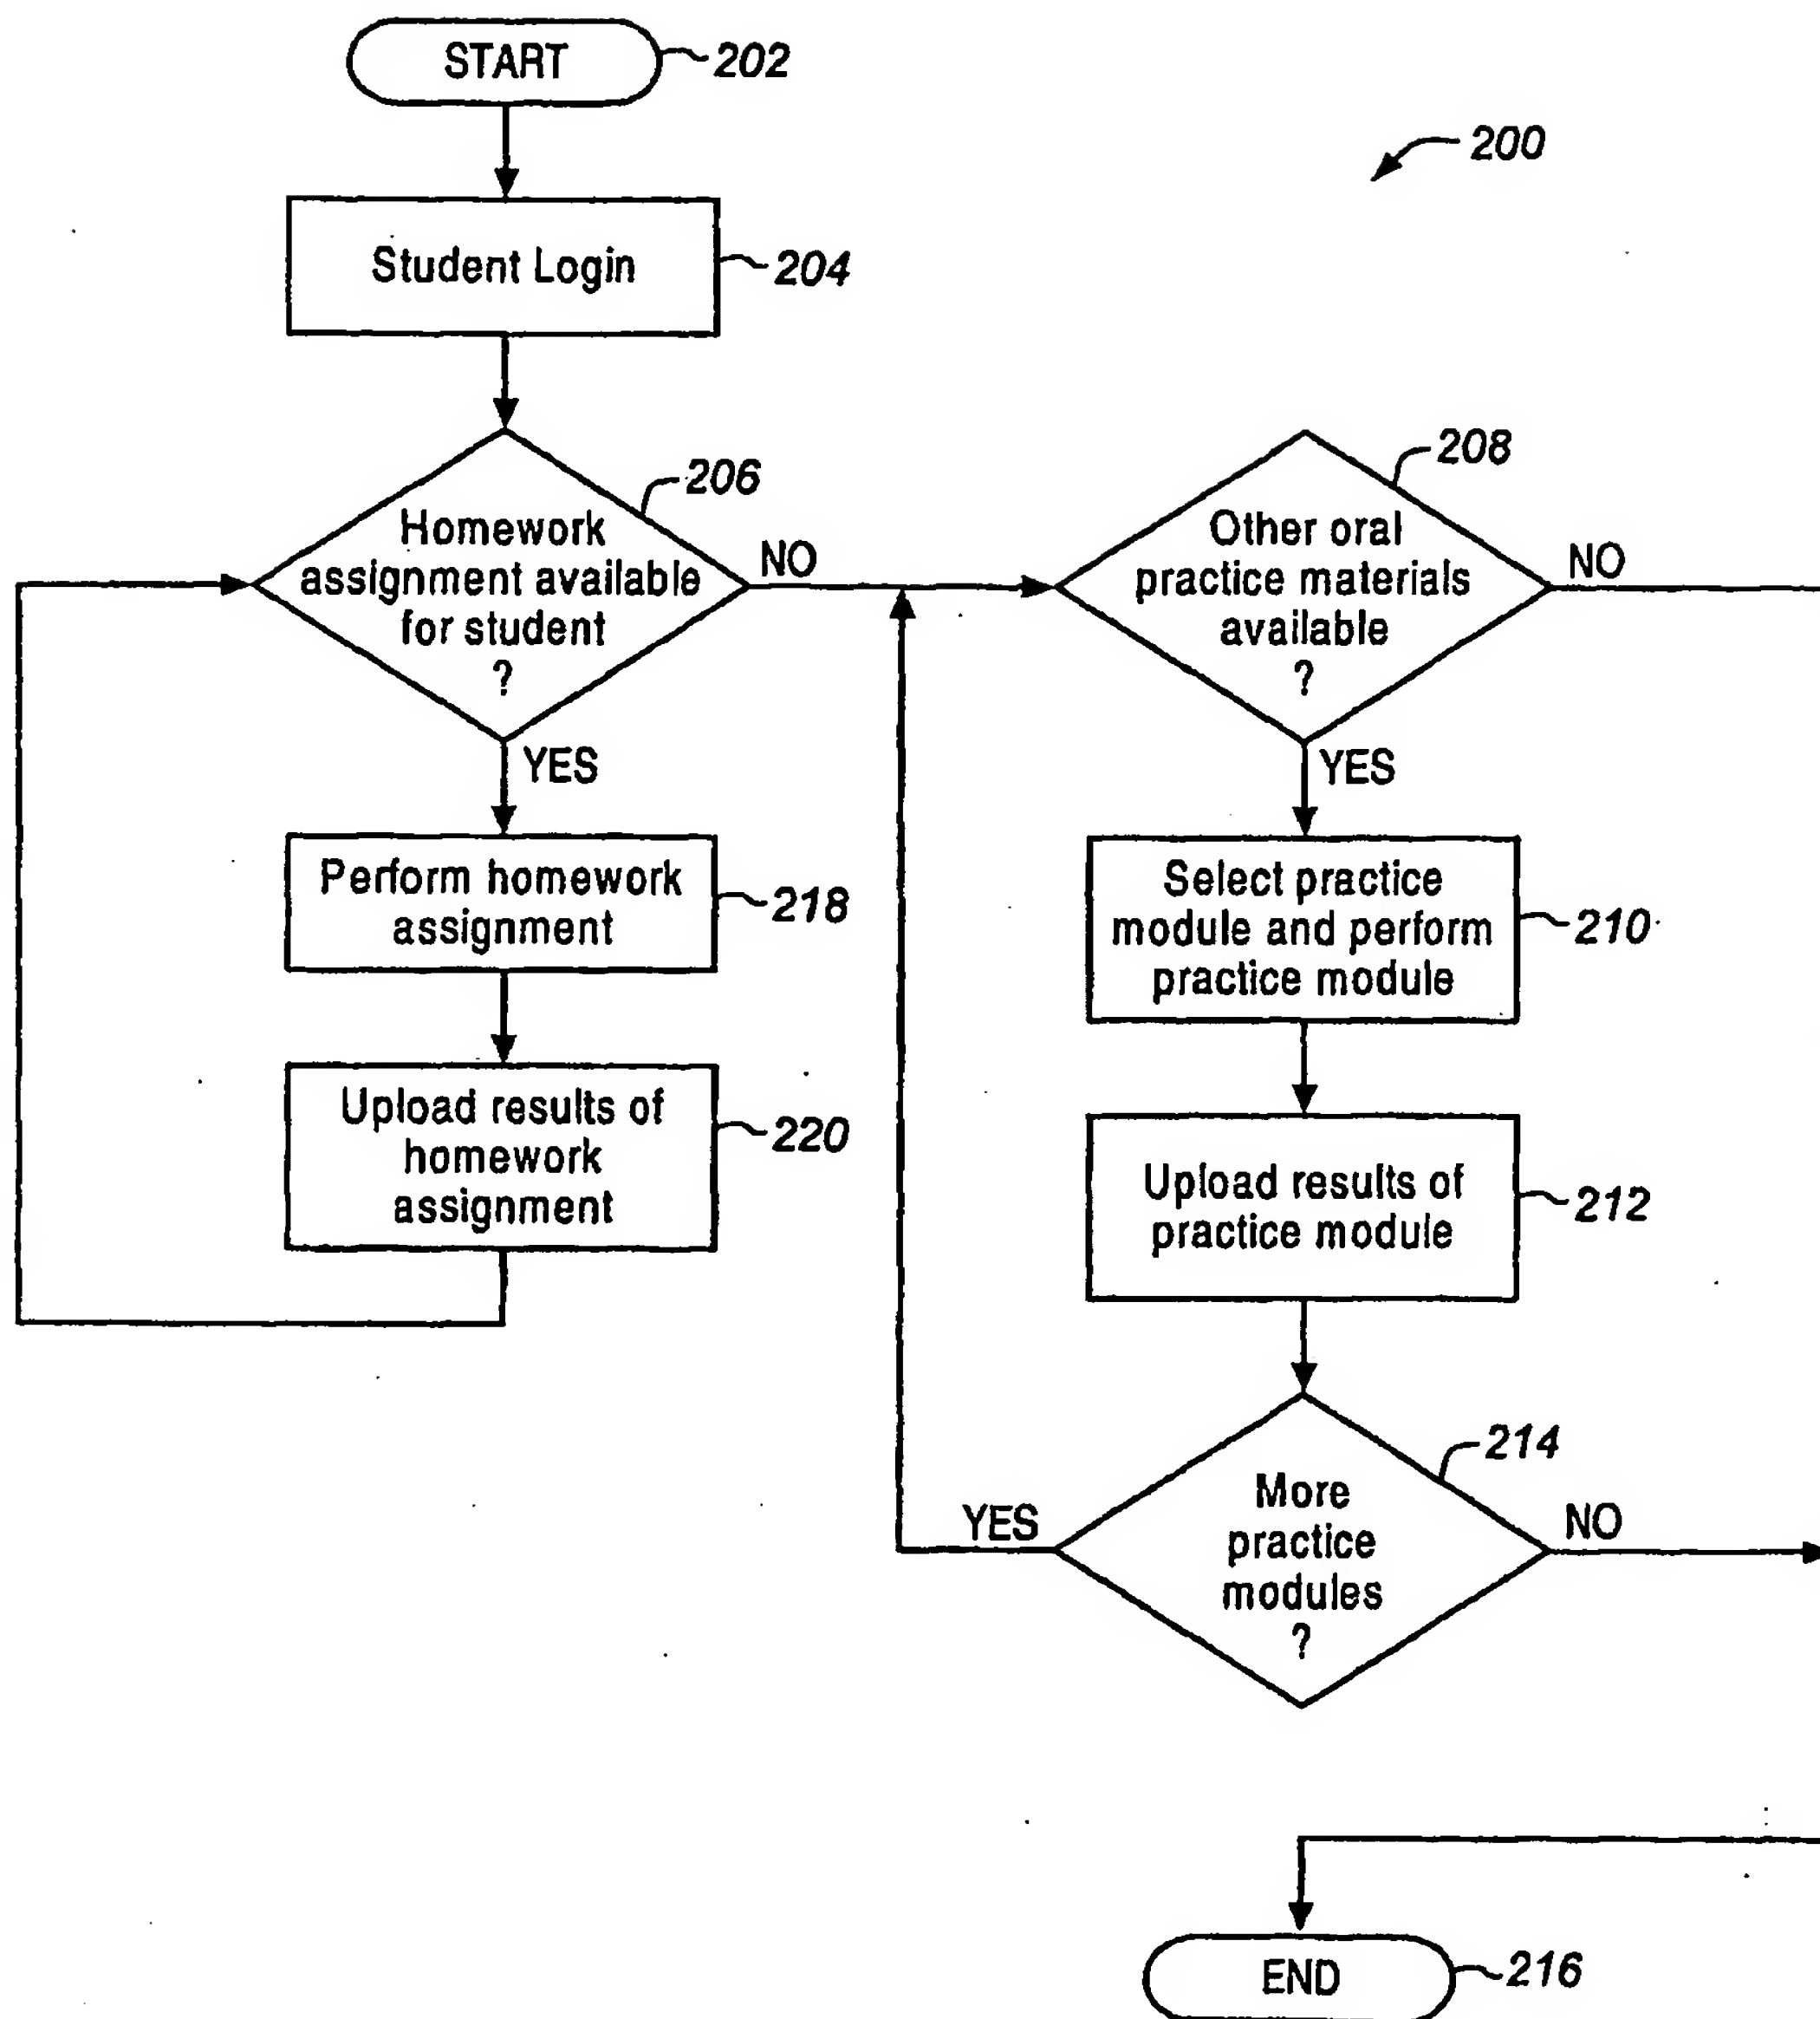 START
202
200
Student Login
204
206
Homework
assignment available
for student
?
NO
YES
208
Other oral
practice materials
available
?
NO
YES
Perform homework
assignment
218
Select practice
module and perform
practice module
210
Upload results of
homework
assignment
220
Upload results of
practice module
212
214
More
practice
modules
?
YES
NO
END
216